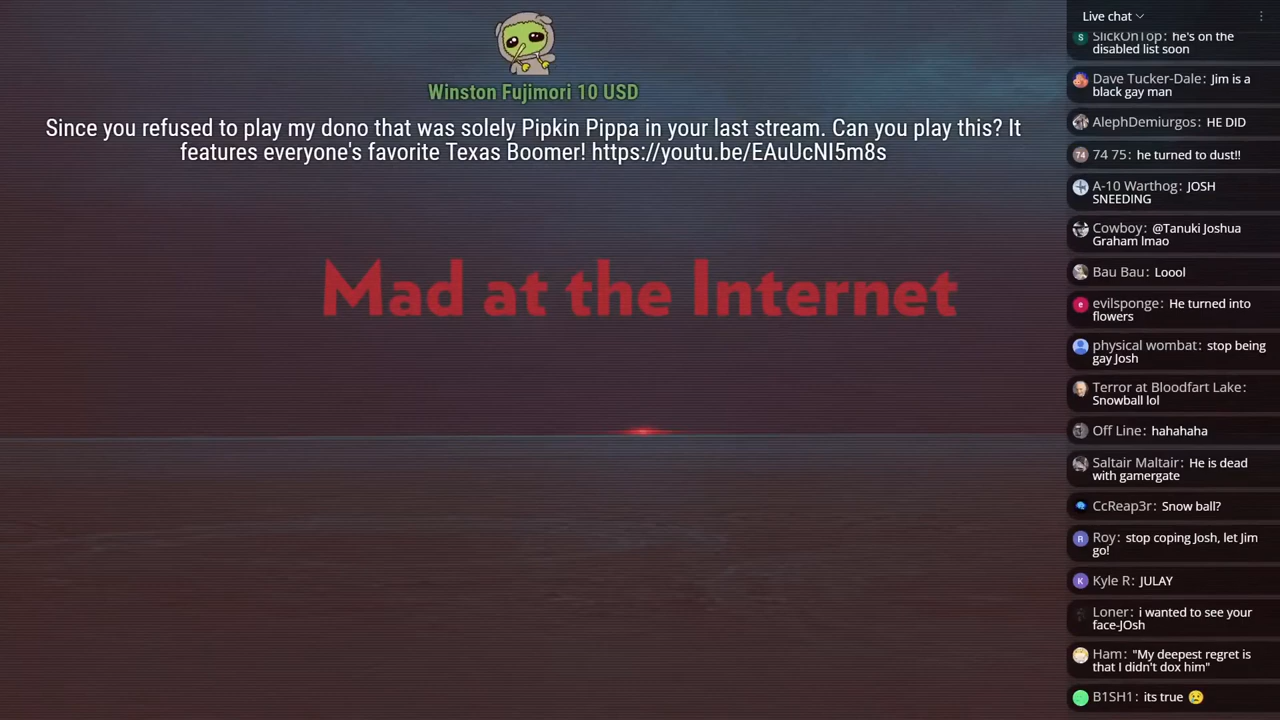 Winston Fujimori 10 USD
Since you refused to play my dono that was solely Pipkin Pippa in your last stream. Can you play this? It
features everyone's favorite Texas Boomer! https://youtu.be/EAuUcNI5m8s
Mad at the Internet
Live chat
S
SlickOnTop: he's on the
disabled list soon
Dave Tucker-Dale: Jim is a
black gay man
AlephDemiurgos: HE DID
74
74 75: he turned to dust!!
A-10 Warthog: JOSH
SNEEDING
Cowboy: @Tanuki Joshua
Graham lmao
Bau Bau: Loool
e
evilsponge: He turned into
flowers
physical wombat: stop being
gay Josh
Terror at Bloodfart Lake:
Snowball lol
Off Line: hahahaha
Saltair Maltair: He is dead
with gamergate
CcReap3r: Snow ball?
R
Roy: stop coping Josh, let Jim
go!
K
Kyle R: JULAY
Loner: i wanted to see your
face-JOsh
Ham: "My deepest regret is
that I didn't dox him"
B1SH1: its true 😢